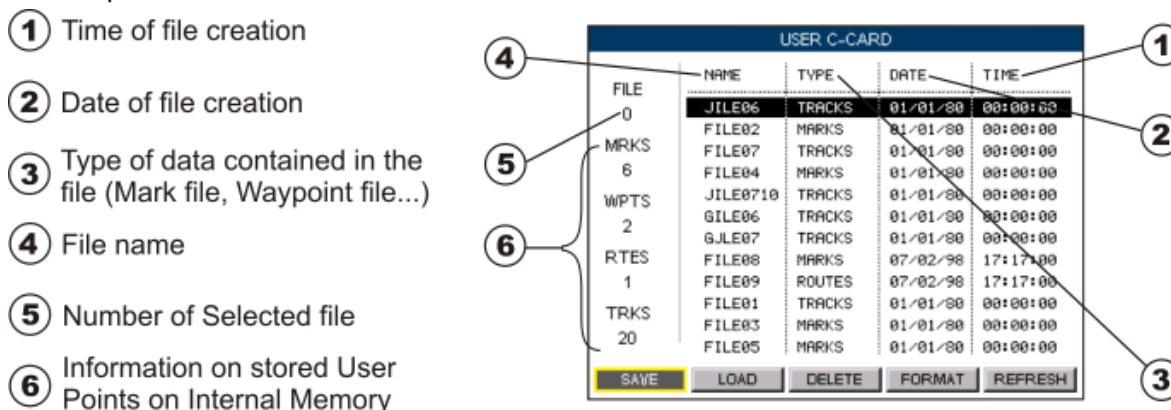 1 Time of file creation
2 Date of file creation
3 Type of data contained in the
file (Mark file, Waypoint file...)
4 File name
5 Number of Selected file
6 Information on stored User
Points on Internal Memory
USER C-CARD
4
1
2
5
6
3
FILE
0
MRKS
6
WPTS
2
RTES
1
TRKS
20
NAME TYPE DATE TIME
JILE06 TRACKS 01/01/80 00:00:60
FILE02 MARKS 01/01/80 00:00:00
FILE07 TRACKS 01/01/80 00:00:00
FILE04 MARKS 01/01/80 00:00:00
JILE0710 TRACKS 01/01/80 00:00:00
GILE06 TRACKS 01/01/80 00:00:00
GJLE07 TRACKS 01/01/80 00:00:00
FILE08 MARKS 07/02/98 17:17:00
FILE09 ROUTES 07/02/98 17:17:00
FILE01 TRACKS 01/01/80 00:00:00
FILE03 MARKS 01/01/80 00:00:00
FILE05 MARKS 01/01/80 00:00:00
SAVE LOAD DELETE FORMAT REFRESH